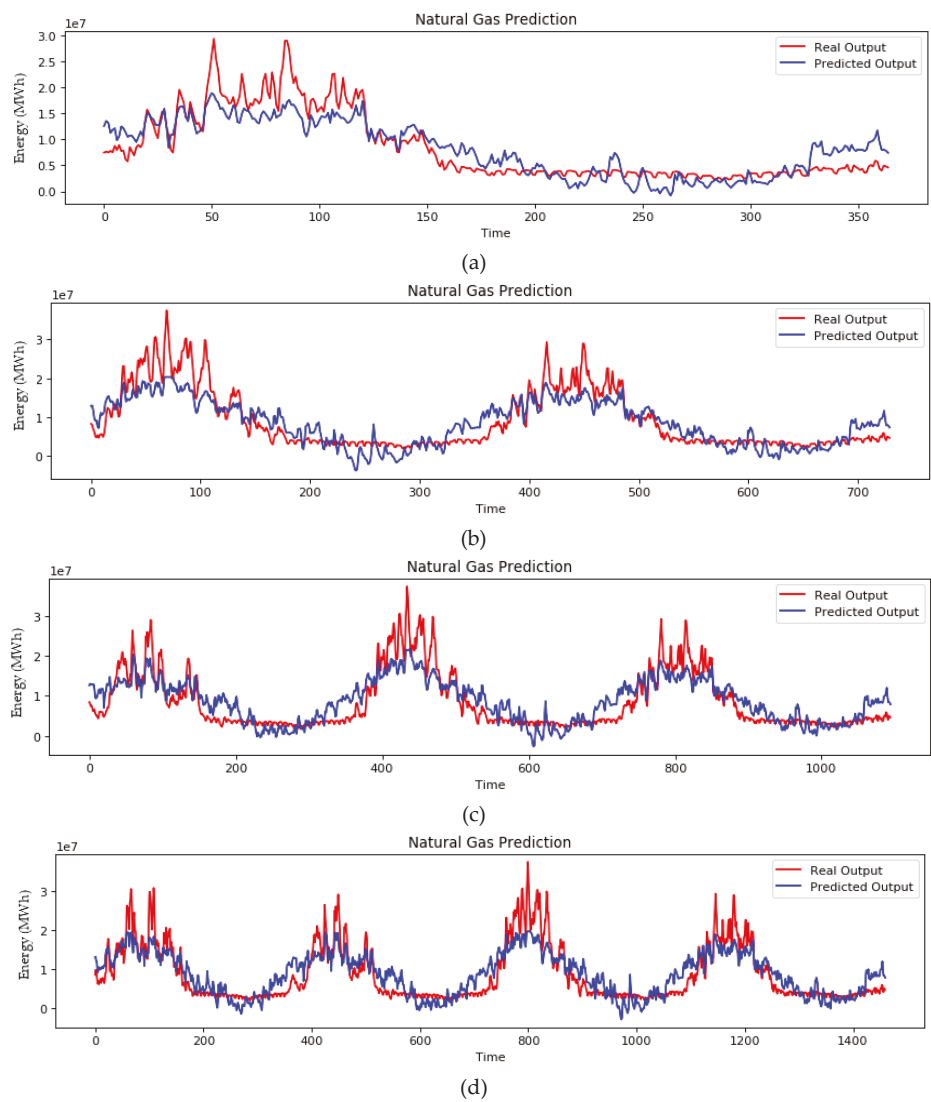 Natural Gas Prediction
1e7
Real Output
Predicted Output
Energy (MWh)
3.0
2.5
2.0
1.5
1.0
0.5
0.0
0 50 100 150 200 250 300 350
Time
(a)
Natural Gas Prediction
1e7
Real Output
Predicted Output
Energy (MWh)
3
2
1
0
0 100 200 300 400 500 600 700
Time
(b)
Natural Gas Prediction
1e7
Real Output
Predicted Output
Energy (MWh)
3
2
1
0
0 200 400 600 800 1000
Time
(c)
Natural Gas Prediction
1e7
Real Output
Predicted Output
Energy (MWh)
3
2
1
0
0 200 400 600 800 1000 1200 1400
Time
(d)